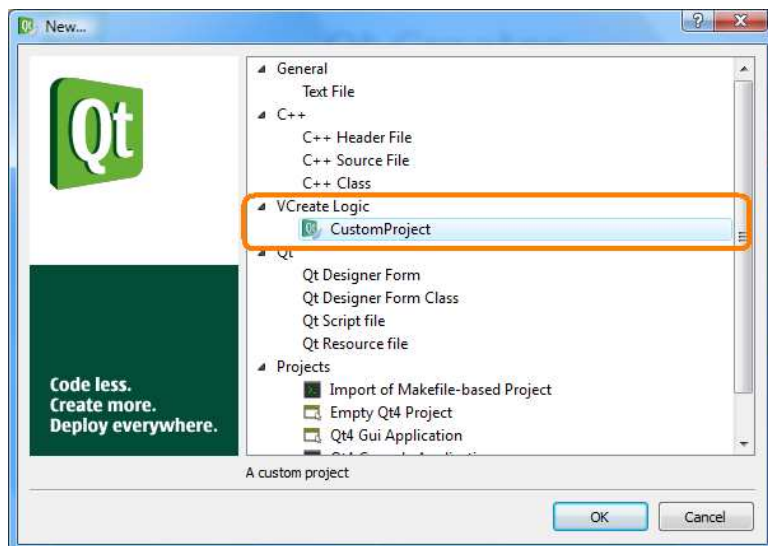 New...
Qt
Code less.
Create more.
Deploy everywhere.
General
Text File
C++
C++ Header File
C++ Source File
C++ Class
VCreate Logic
CustomProject
Qt
Qt Designer Form
Qt Designer Form Class
Qt Script file
Qt Resource file
Projects
Import of Makefile-based Project
Empty Qt4 Project
Qt4 Gui Application
A custom project
OK
Cancel